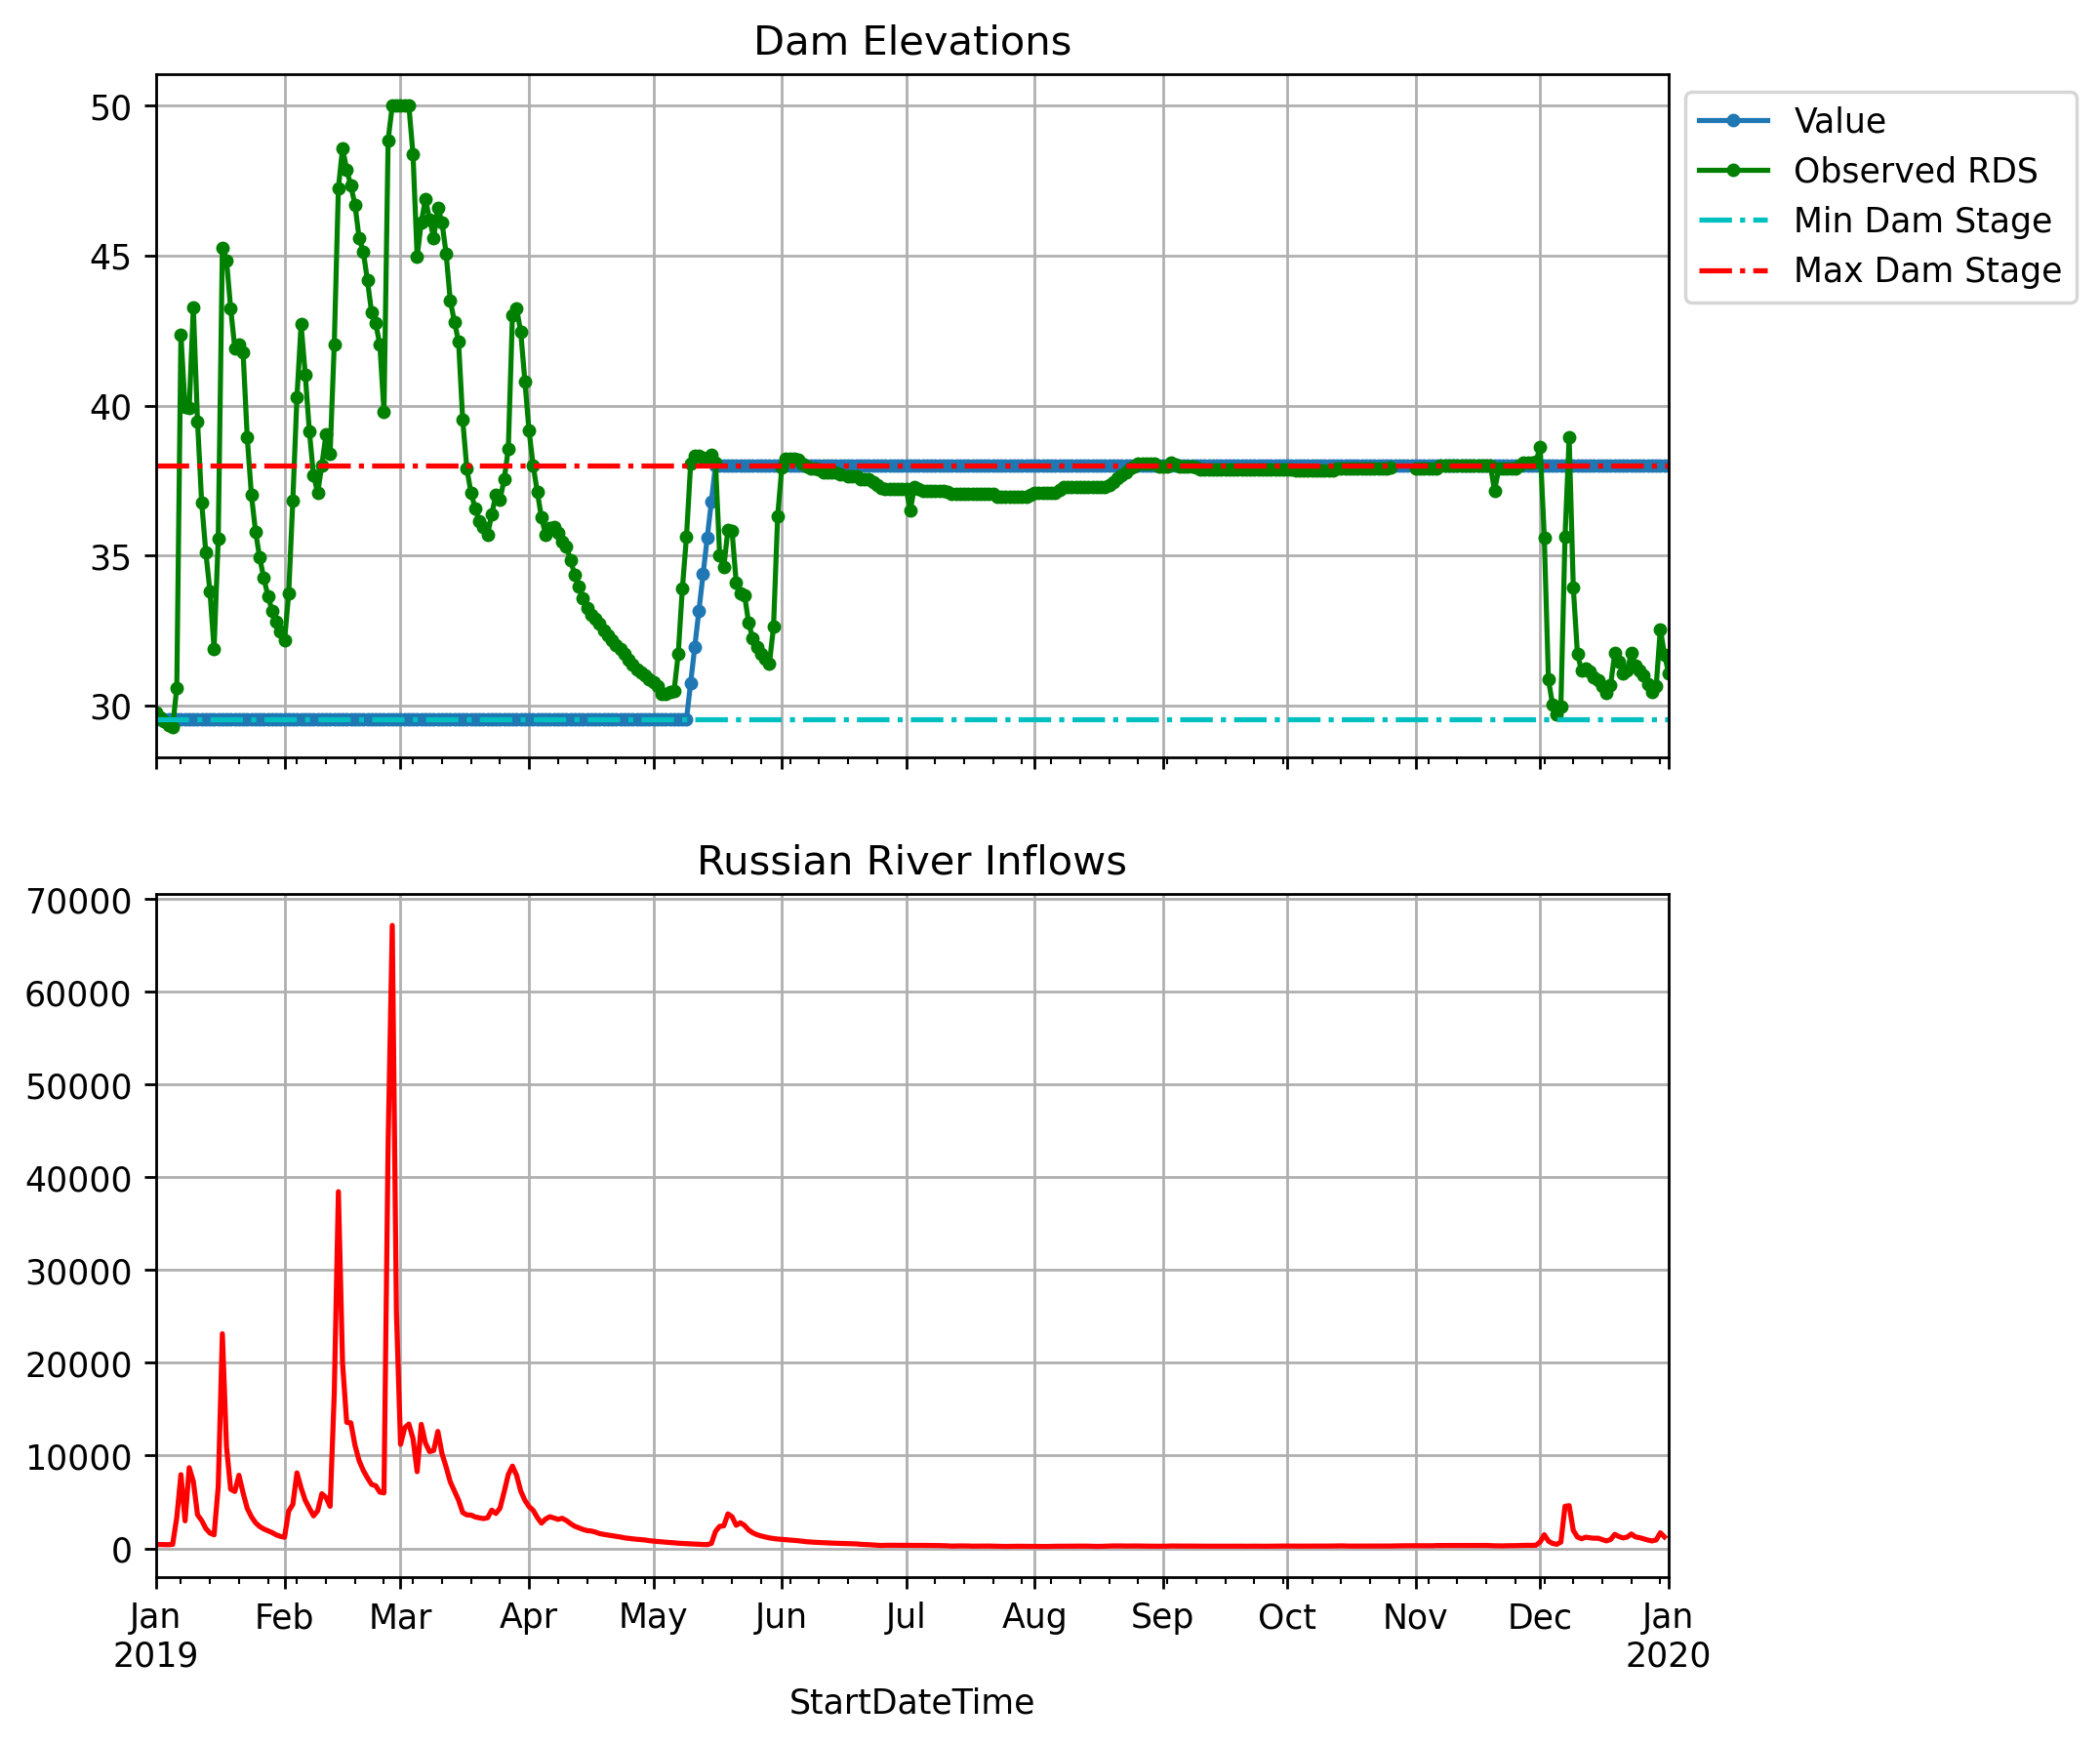 Dam Elevations
50
45
40
35
30
Value
Observed RDS
Min Dam Stage
Max Dam Stage
Russian River Inflows
70000
60000
50000
40000
30000
20000
10000
0
Jan Feb Mar Apr May Jun Jul Aug Sep Oct Nov Dec Jan
2019 2020
StartDateTime